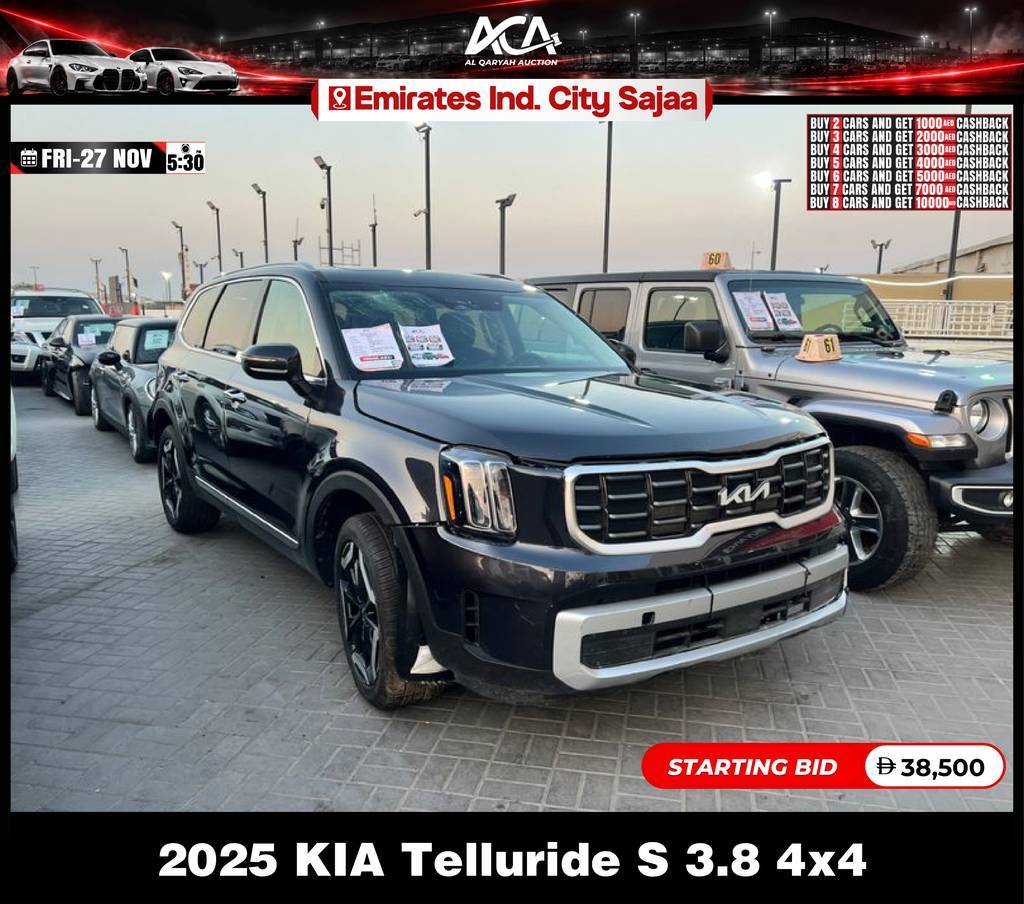 ACA
AL QARYAH AUCTION
Emirates Ind. City Sajaa
FRI-27 NOV 5:30
BUY 2 CARS AND GET 1000 AED CASHBACK
BUY 3 CARS AND GET 2000 AED CASHBACK
BUY 4 CARS AND GET 3000 AED CASHBACK
BUY 5 CARS AND GET 4000 AED CASHBACK
BUY 6 CARS AND GET 5000 AED CASHBACK
BUY 7 CARS AND GET 7000 AED CASHBACK
BUY 8 CARS AND GET 10000 AED CASHBACK
60
61
KIA
STARTING BID 38,500
2025 KIA Telluride S 3.8 4x4